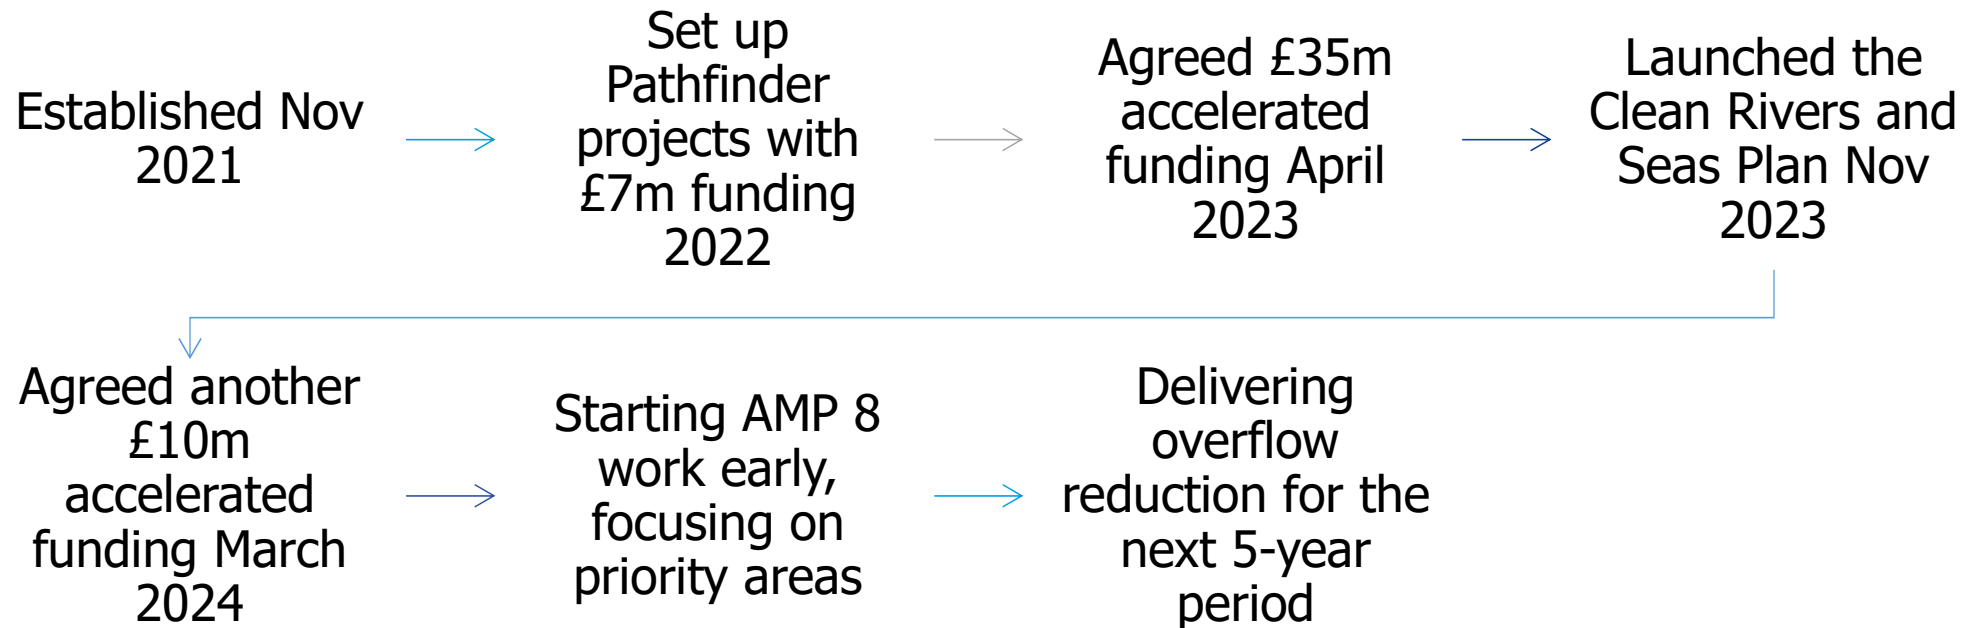 Established Nov
2021
Set up
Pathfinder
projects with
£7m funding
2022
Agreed £35m
accelerated
funding April
2023
Launched the
Clean Rivers and
Seas Plan Nov
2023
Agreed another
£10m
accelerated
funding March
2024
Starting AMP 8
work early,
focusing on
priority areas
Delivering
overflow
reduction for the
next 5-year
period